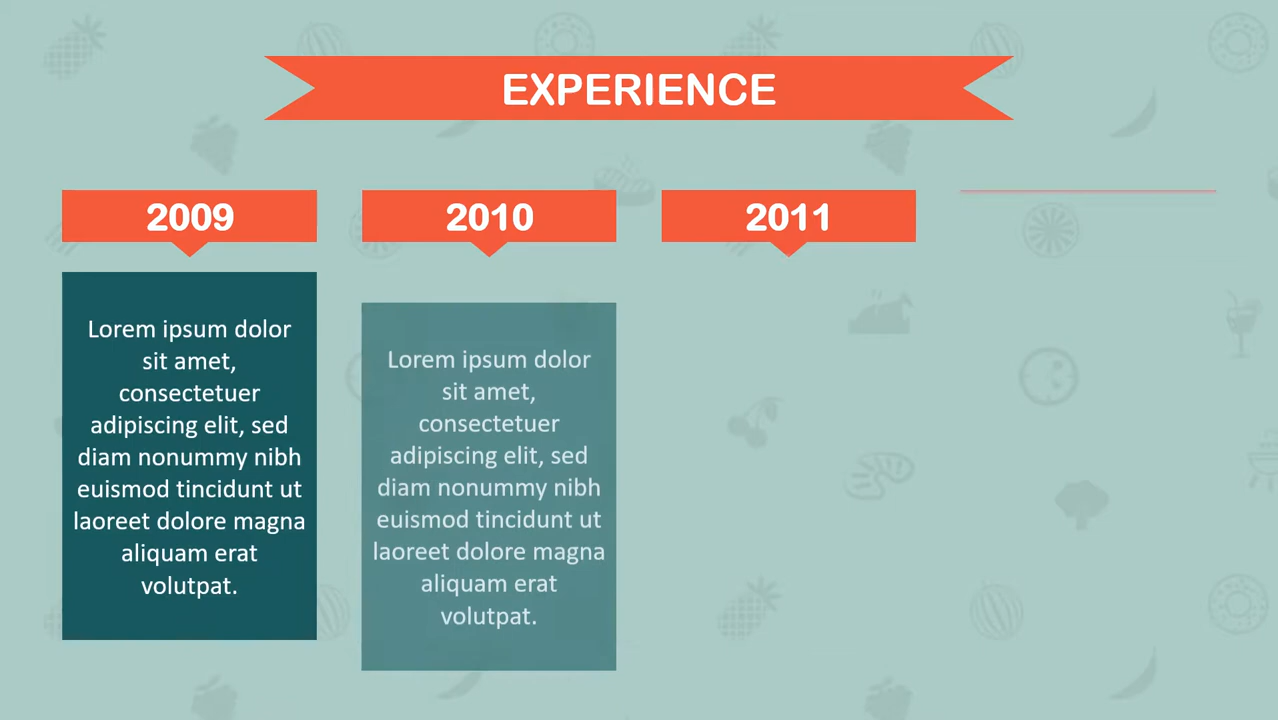 EXPERIENCE
2009
2010
2011
Lorem ipsum dolor
sit amet,
consectetuer
adipiscing elit, sed
diam nonummy nibh
euismod tincidunt ut
laoreet dolore magna
aliquam erat
volutpat.
Lorem ipsum dolor
sit amet,
consectetuer
adipiscing elit, sed
diam nonummy nibh
euismod tincidunt ut
laoreet dolore magna
aliquam erat
volutpat.